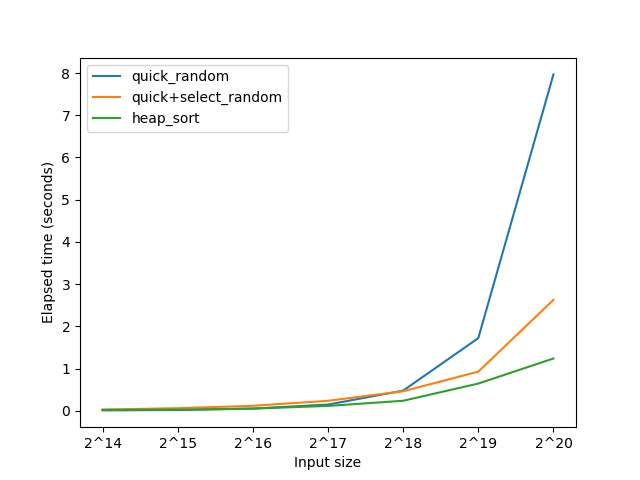 quick_random
quick+select_random
heap_sort
8
7
6
5
4
3
2
1
0
Elapsed time (seconds)
2^14 2^15 2^16 2^17 2^18 2^19 2^20
Input size